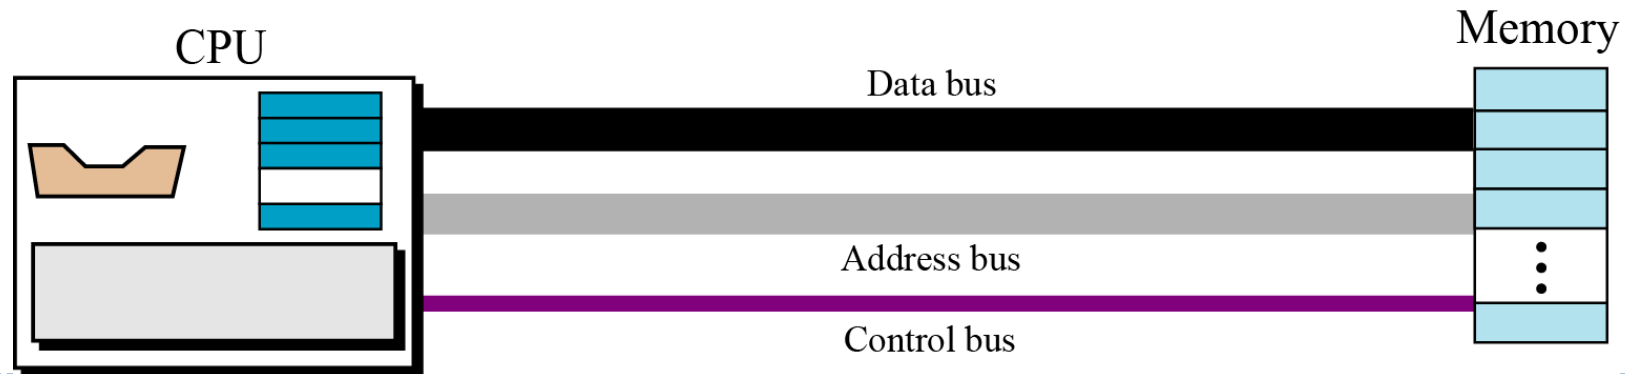 CPU
Memory
Data bus
Address bus
Control bus